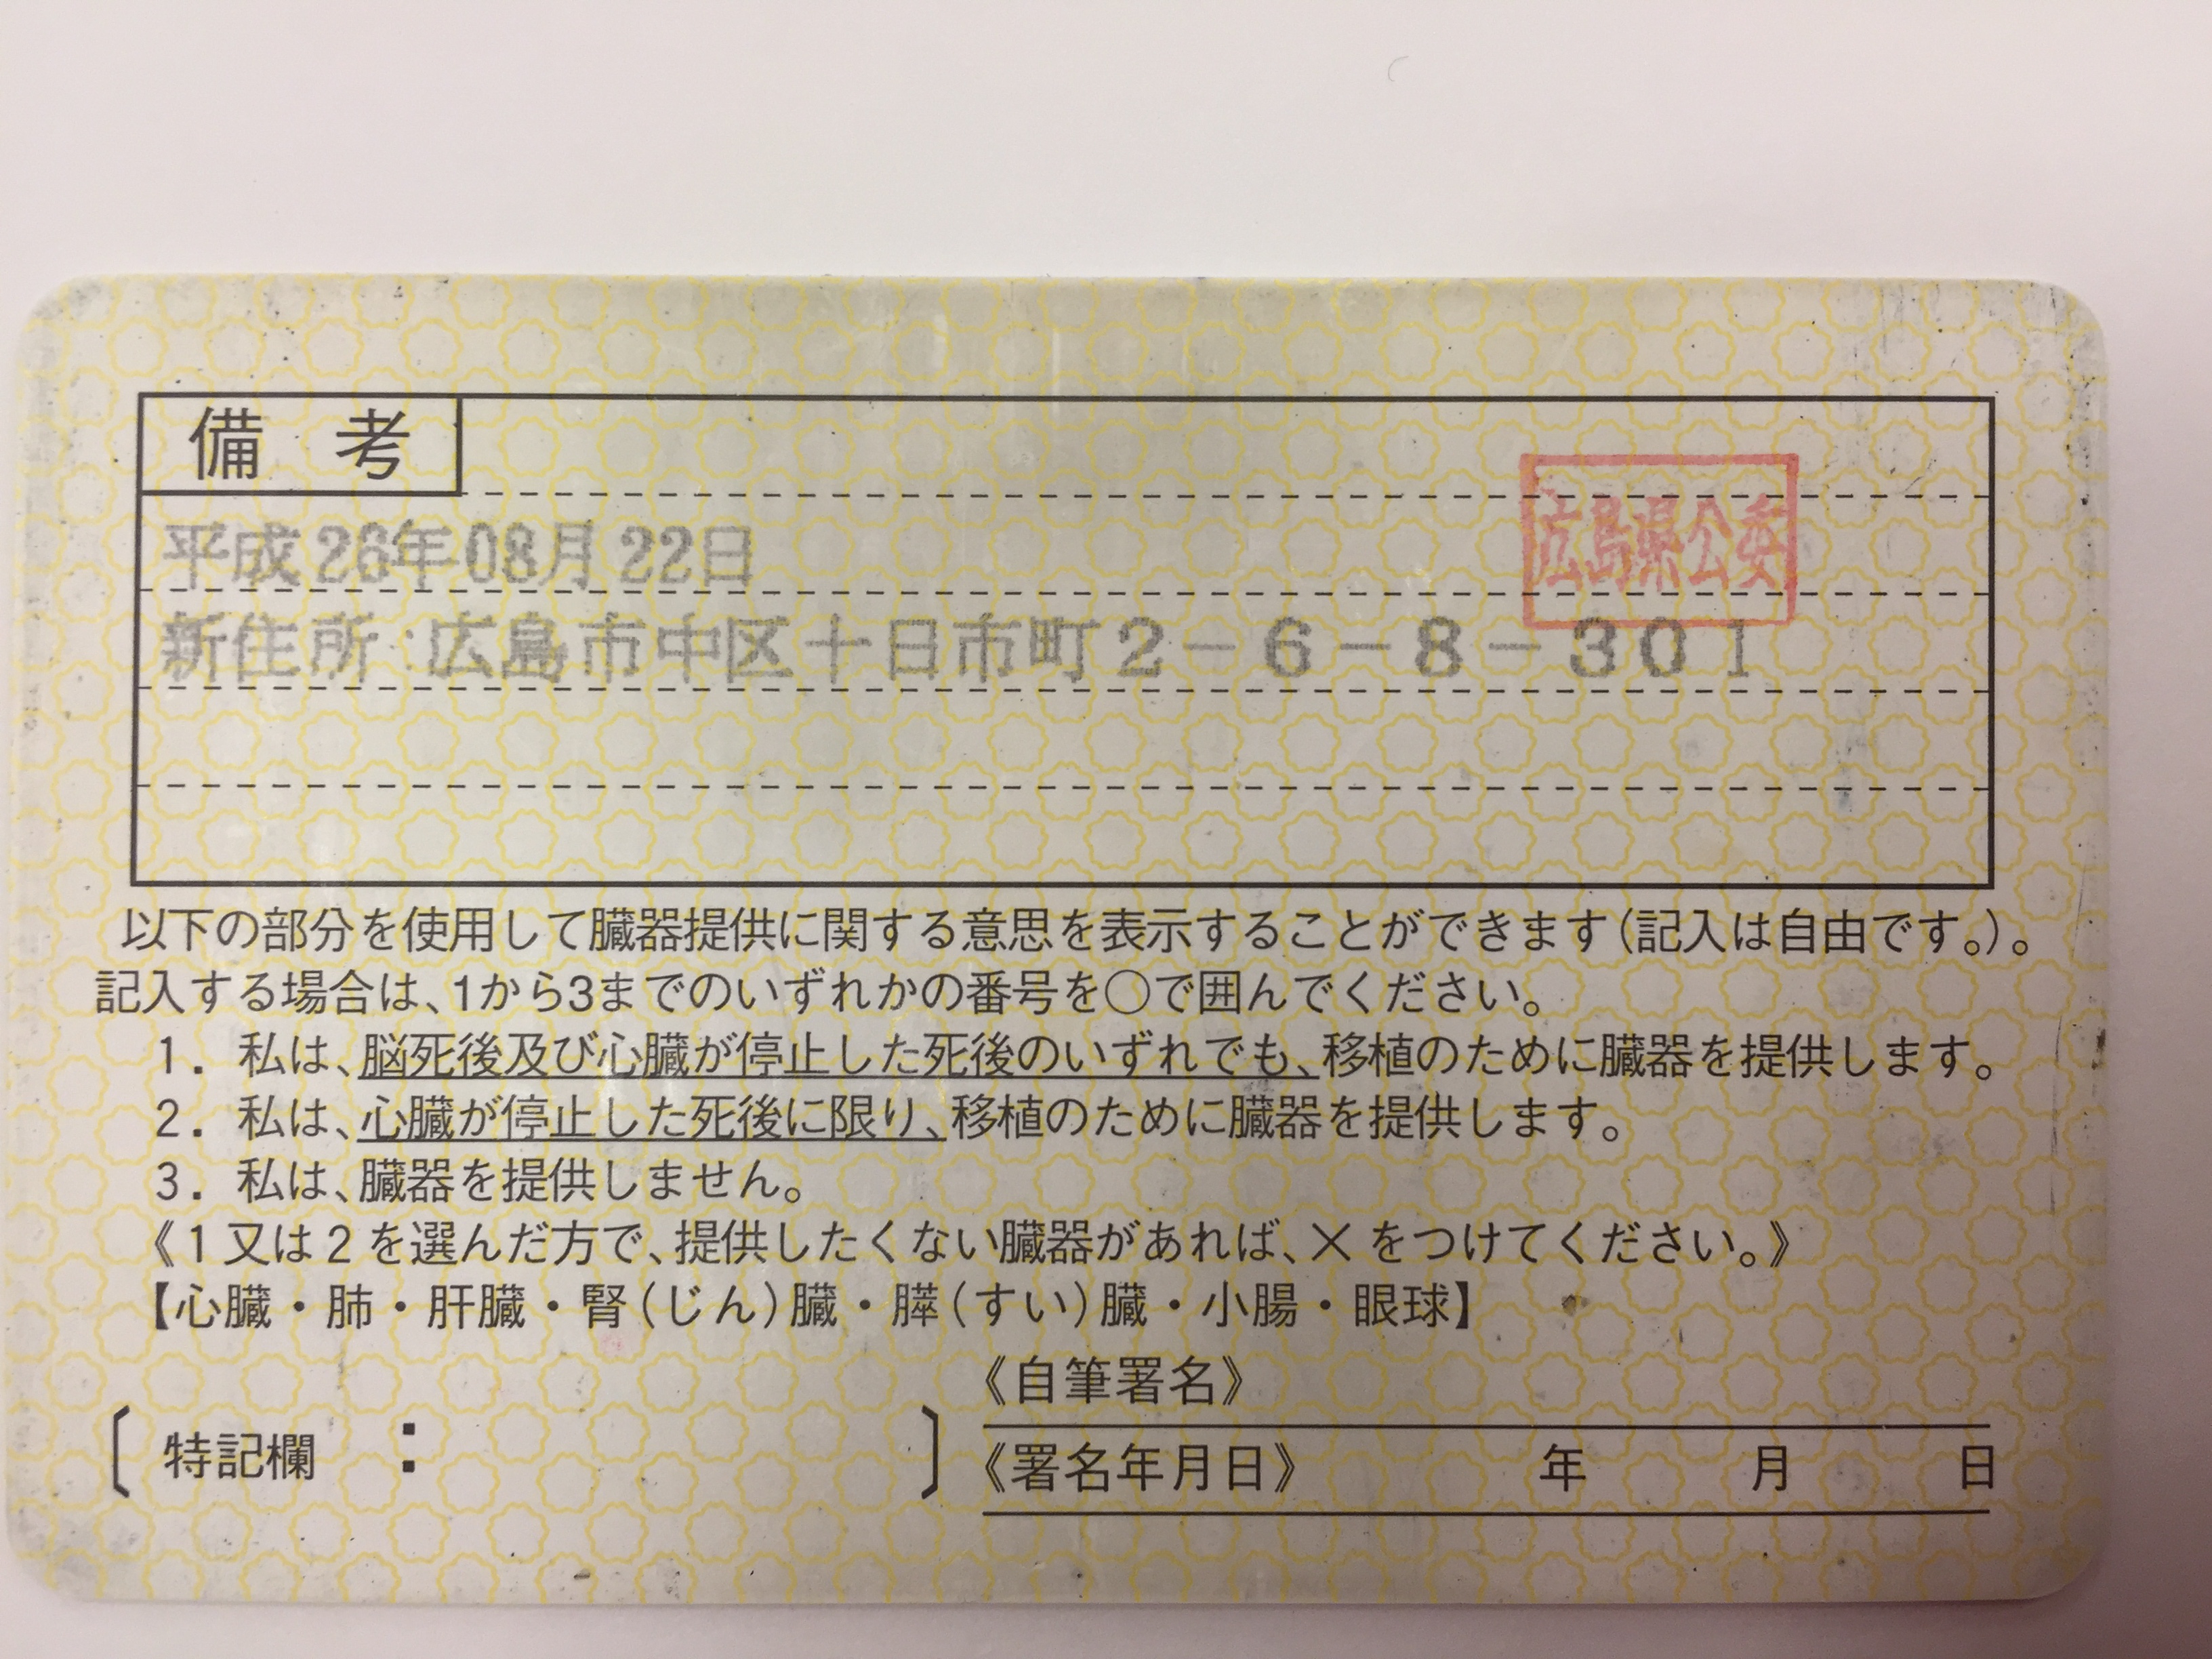 備考
平成26年08月22日
新住所:広島市中区十日市町2-6-8-301
広島県公安
以下の部分を使用して臓器提供に関する意思を表示することができます(記入は自由です。)。
記入する場合は、1から3までのいずれかの番号を○で囲んでください。
1. 私は、脳死後及び心臓が停止した死後のいずれでも、移植のために臓器を提供します。
2. 私は、心臓が停止した死後に限り、移植のために臓器を提供します。
3. 私は、臓器を提供しません。
《1又は2を選んだ方で、提供したくない臓器があれば、×をつけてください。》
【心臓・肺・肝臓・腎(じん)臓・膵(すい)臓・小腸・眼球】
〔特記欄:〕
《自筆署名》
《署名年月日》 年 月 日